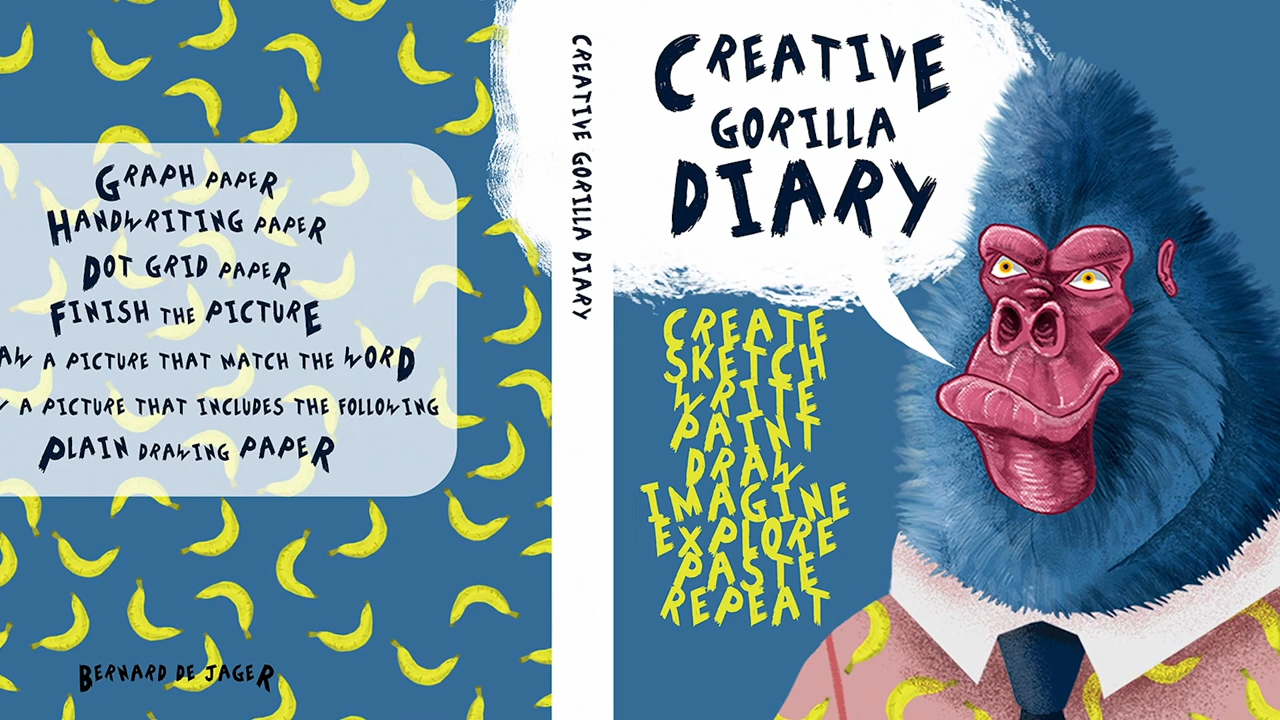 GRAPH PAPER
HANDWRITING PAPER
DOT GRID PAPER
FINISH THE PICTURE
A PICTURE THAT MATCH THE WORD
A PICTURE THAT INCLUDES THE FOLLOWING
PLAIN DRAWING PAPER
BERNARD DE JAGER
CREATIVE GORILLA DIARY
CREATIVE
GORILLA
DIARY
CREATE
SKETCH
WRITE
PAINT
DRAW
IMAGINE
EXPLORE
PASTE
REPEAT